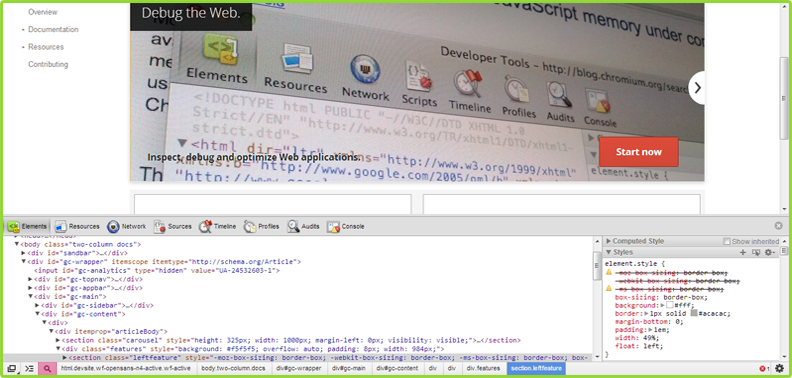 Debug the Web.
Overview
Documentation
Resources
Contributing
JavaScript memory under
Developer Tools – http://blog.chromium.org/sear
Elements
Resources
Network
Scripts
Timeline
Profiles
Audits
Console
<!DOCTYPE html PUBLIC "-//W3C//DTD XHTML 1.0
Strict//EN" "http://www.w3.org/TR/xhtml1/DTD/xhtml1-
strict.dtd">
<html dir="ltr" xmlns="http://www.w3.org/1999/xhtml"
Inspect, debug and optimize Web applications.
Start now
xmlns:b="http://www.google.com/2005/gml/b"
element.style {
Elements Resources Network Sources Timeline Profiles Audits Console
<body class="two-column docs">
<div id="sandbar">…</div>
<div id="gc-wrapper" itemscope itemtype="http://schema.org/Article">
<input id="gc-analytics" type="hidden" value="UA-24532603-1">
<div id="gc-topnav">…</div>
<div id="gc-appbar">…</div>
<div id="gc-main">
<div id="gc-sidebar">…</div>
<div id="gc-content">
<div>
<div itemprop="articleBody">
<section class="carousel" style="height: 325px; width: 1000px; margin-left: 0px; visibility: visible;">…</section>
<div class="features" style="background: #f5f5f5; overflow: auto; padding: 8px; width: 984px;">
<section class="leftfeature" style="-moz-box-sizing: border-box; -webkit-box-sizing: border-box; -ms-box-sizing: border-box;
Computed Style Show inherited
Styles
element.style {
-moz-box-sizing: border-box;
-webkit-box-sizing: border-box;
-ms-box-sizing: border-box;
box-sizing: border-box;
background: #fff;
border: 1px solid #acacac;
margin-bottom: 0;
padding: 1em;
width: 49%;
float: left;
}
html.devsite.wf-opensans-n4-active.wf-active body.two-column.docs div#gc-wrapper div#gc-main div#gc-content div div div.features section.leftfeature 1